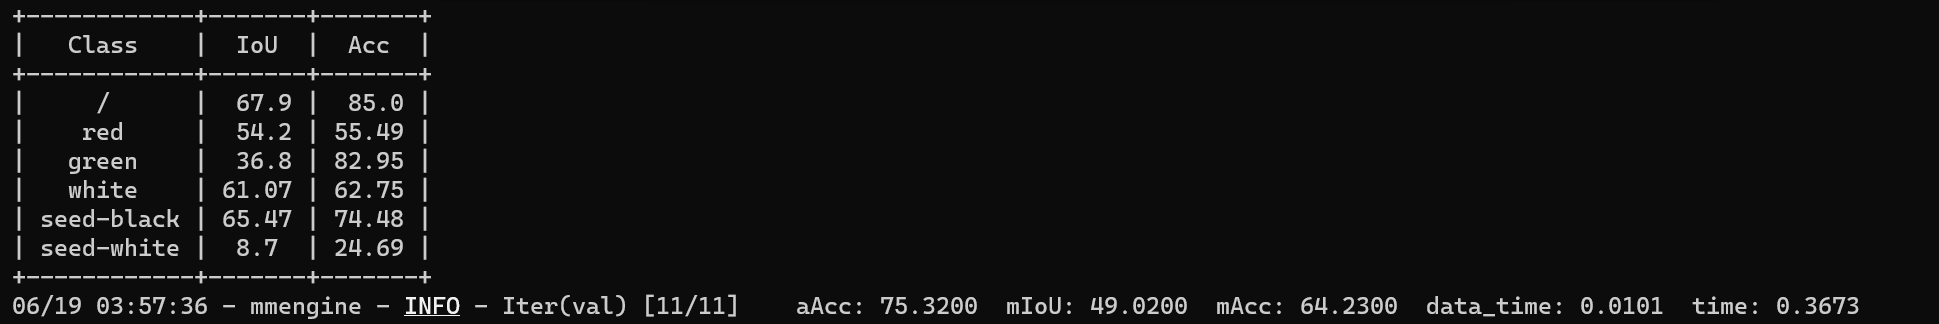 +------------+-------+-------+
|   Class    |  IoU  |  Acc  |
+------------+-------+-------+
|     /      |  67.9 |  85.0 |
|    red     |  54.2 | 55.49 |
|   green    |  36.8 | 82.95 |
|   white    | 61.07 | 62.75 |
| seed-black | 65.47 | 74.48 |
| seed-white |  8.7  | 24.69 |
+------------+-------+-------+
06/19 03:57:36 - mmengine - INFO - Iter(val) [11/11]    aAcc: 75.3200  mIoU: 49.0200  mAcc: 64.2300  data_time: 0.0101  time: 0.3673